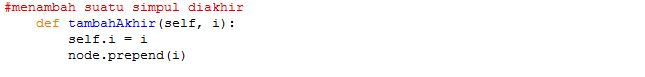 #menambah suatu simpul diakhir
    def tambahAkhir(self, i):
        self.i = i
        node.prepend(i)